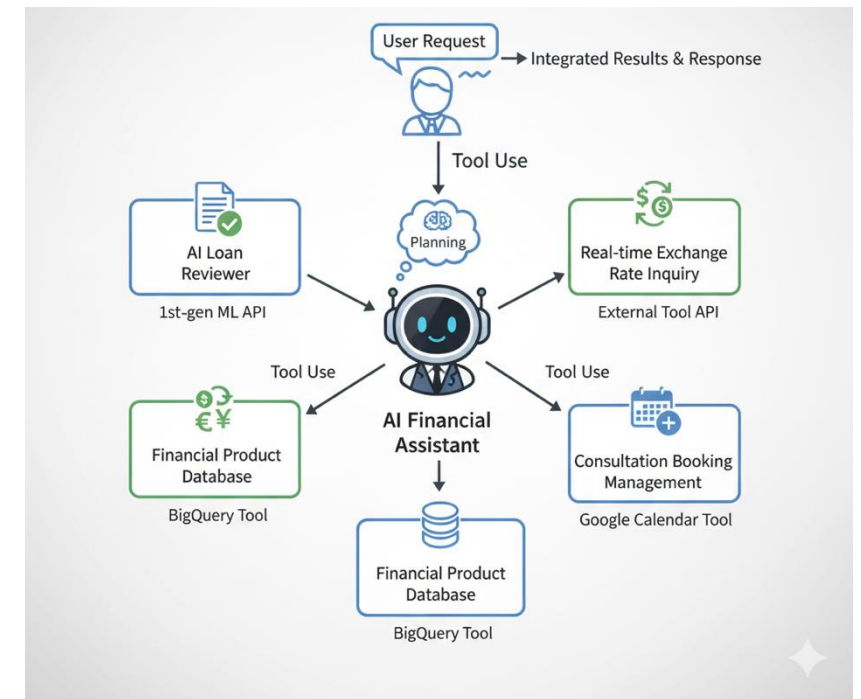 User Request
Integrated Results & Response
Tool Use
Planning
AI Loan
Reviewer
1st-gen ML API
$
$
Real-time Exchange
Rate Inquiry
External Tool API
Tool Use
Tool Use
AI Financial
Assistant
$
€¥
Financial Product
Database
BigQuery Tool
Consultation Booking
Management
Google Calendar Tool
Financial Product
Database
BigQuery Tool